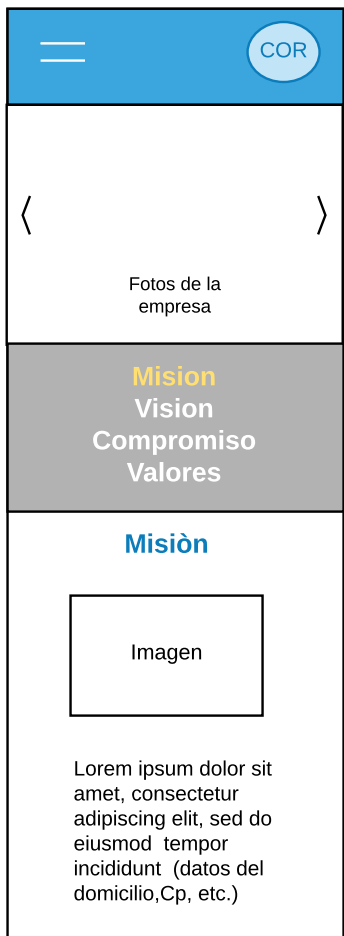 COR
Fotos de la
empresa
Mision
Vision
Compromiso
Valores
Misiòn
Imagen
Lorem ipsum dolor sit
amet, consectetur
adipiscing elit, sed do
eiusmod  tempor
incididunt  (datos del
domicilio,Cp, etc.)